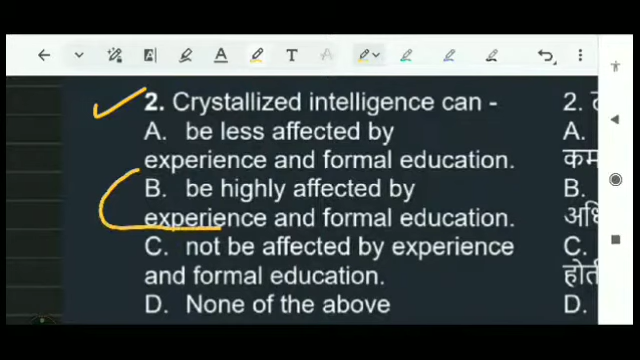 2. Crystallized intelligence can -
A. be less affected by
experience and formal education.
B. be highly affected by
experience and formal education.
C. not be affected by experience
and formal education.
D. None of the above
2.
A.
कम
B.
C.
D.